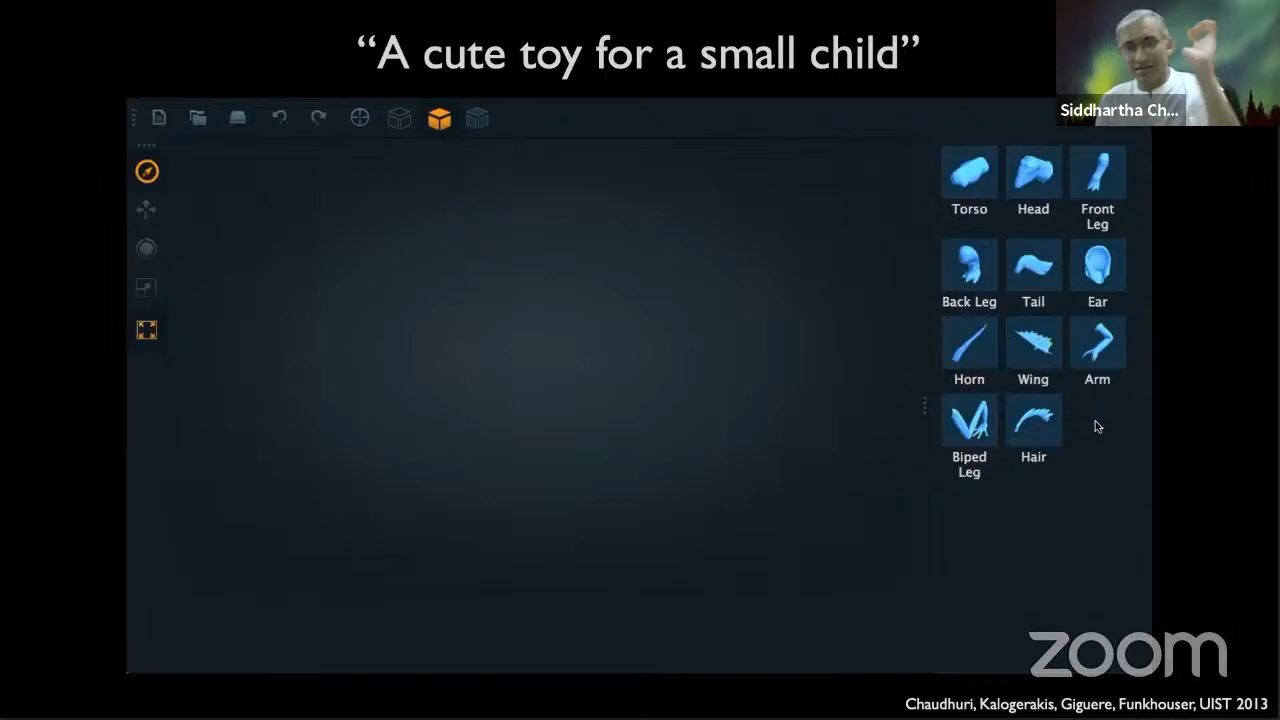 “A cute toy for a small child”
Siddhartha Ch...
Torso
Head
Front
Leg
Back Leg
Tail
Ear
Horn
Wing
Arm
Biped
Leg
Hair
zoom
Chaudhuri, Kalogerakis, Giguere, Funkhouser, UIST 2013